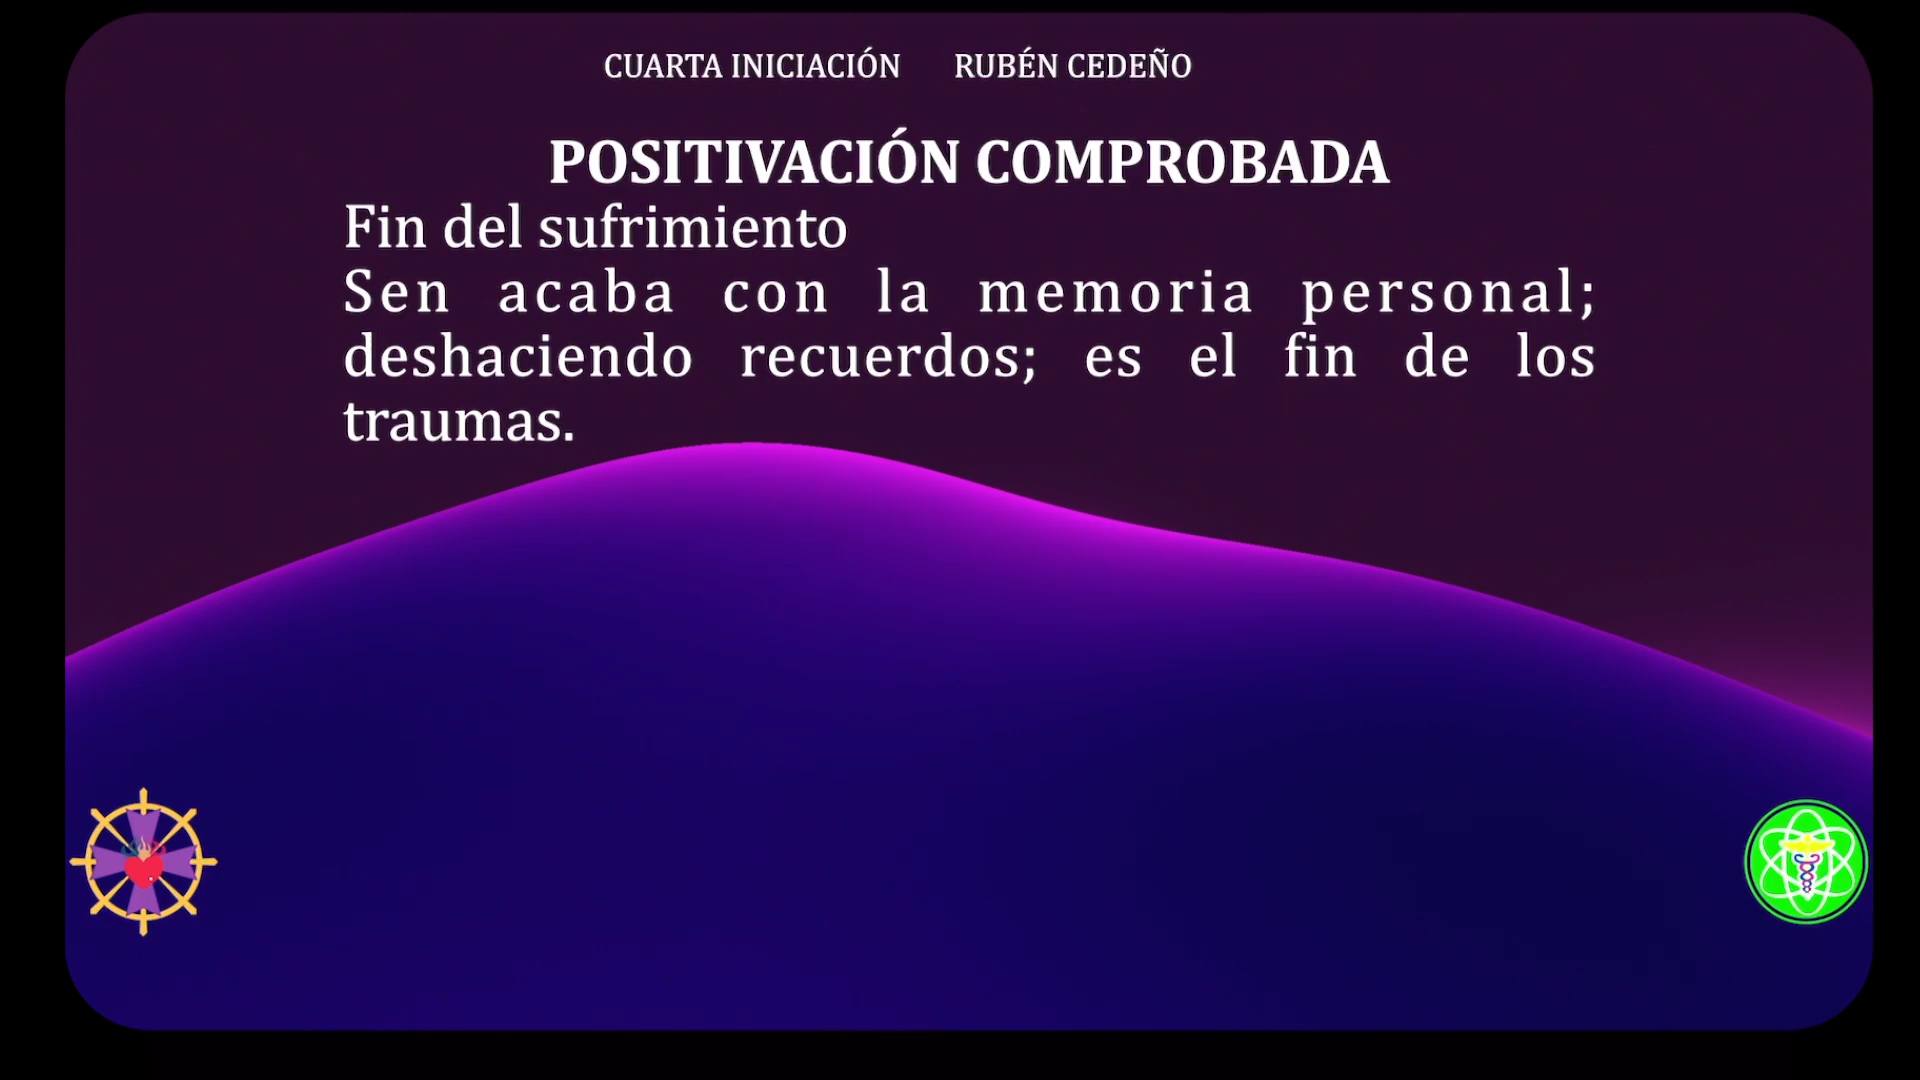 CUARTA INICIACIÓN RUBÉN CEDEÑO
POSITIVACIÓN COMPROBADA
Fin del sufrimiento
Sen acaba con la memoria personal;
deshaciendo recuerdos; es el fin de los
traumas.